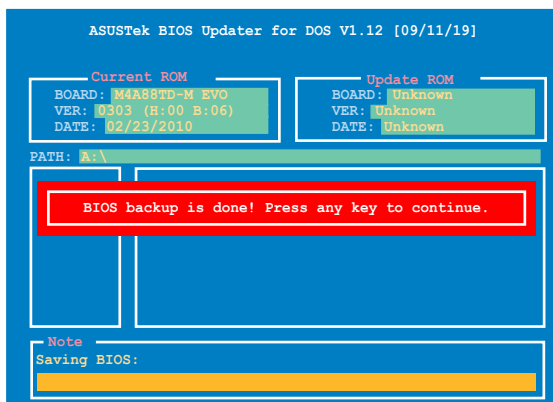 ASUSTek BIOS Updater for DOS V1.12 [09/11/19]
Current ROM
BOARD: M4A88TD-M EVO
VER: 0303 (H:00 B:06)
DATE: 02/23/2010
Update ROM
BOARD: Unknown
VER: Unknown
DATE: Unknown
PATH: A:\
BIOS backup is done! Press any key to continue.
Note
Saving BIOS: